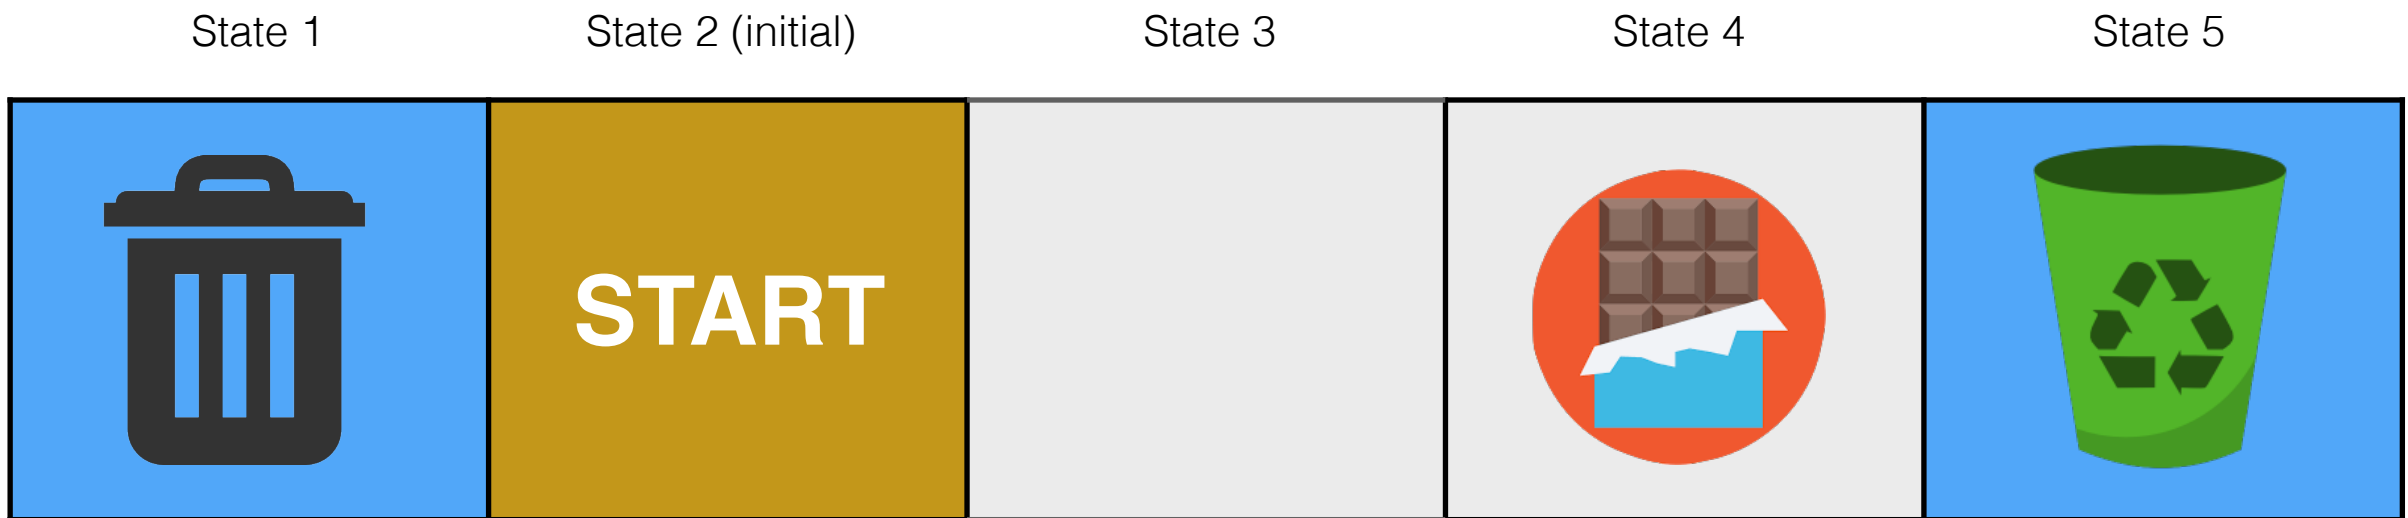 State 1
State 2 (initial)
State 3
State 4
State 5
START